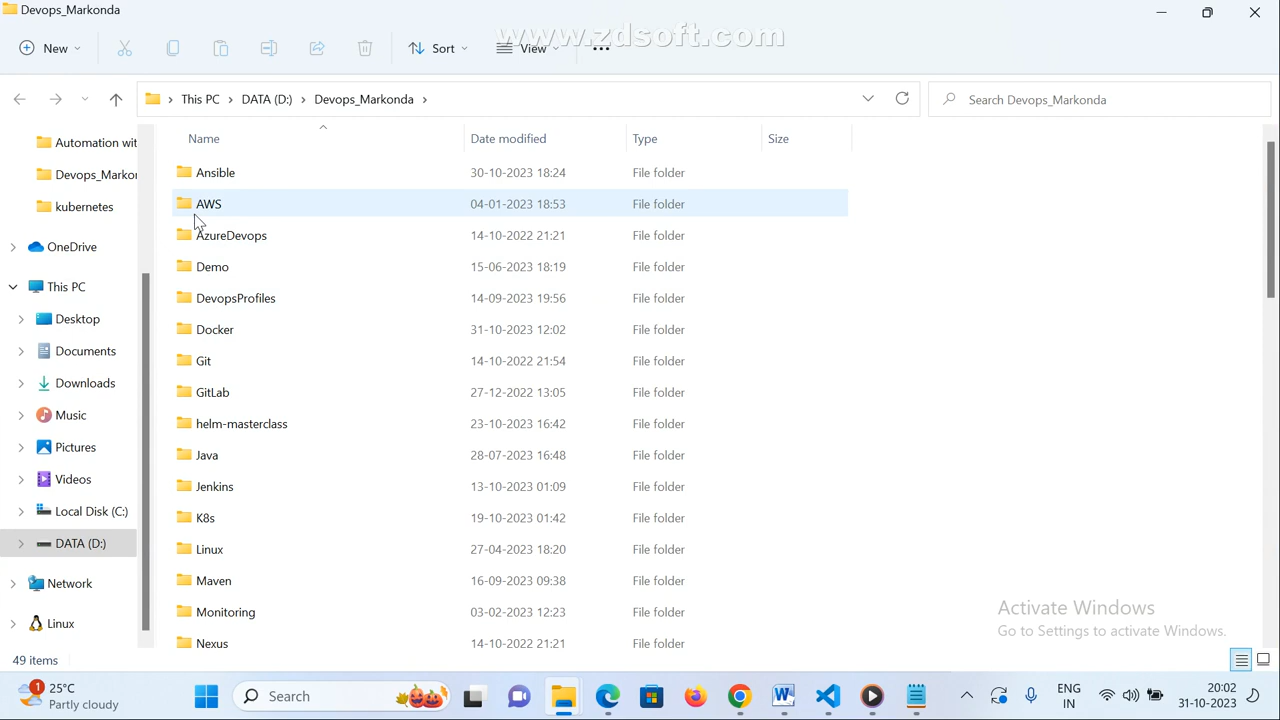 Devops_Markonda
www.zdsoft.com
New
Sort
View
This PC
DATA (D:)
Devops_Markonda
Search Devops_Markonda
Name
Date modified
Type
Size
Automation wit
Devops_Markor
kubernetes
OneDrive
This PC
Desktop
Documents
Downloads
Music
Pictures
Videos
Local Disk (C:)
DATA (D:)
Network
Linux
Ansible 30-10-2023 18:24 File folder
AWS 04-01-2023 18:53 File folder
AzureDevops 14-10-2022 21:21 File folder
Demo 15-06-2023 18:19 File folder
DevopsProfiles 14-09-2023 19:56 File folder
Docker 31-10-2023 12:02 File folder
Git 14-10-2022 21:54 File folder
GitLab 27-12-2022 13:05 File folder
helm-masterclass 23-10-2023 16:42 File folder
Java 28-07-2023 16:48 File folder
Jenkins 13-10-2023 01:09 File folder
K8s 19-10-2023 01:42 File folder
Linux 27-04-2023 18:20 File folder
Maven 16-09-2023 09:38 File folder
Monitoring 03-02-2023 12:23 File folder
Nexus 14-10-2022 21:21 File folder
Activate Windows
Go to Settings to activate Windows.
49 items
1
25°C
Partly cloudy
Search
ENG
IN
20:02
31-10-2023